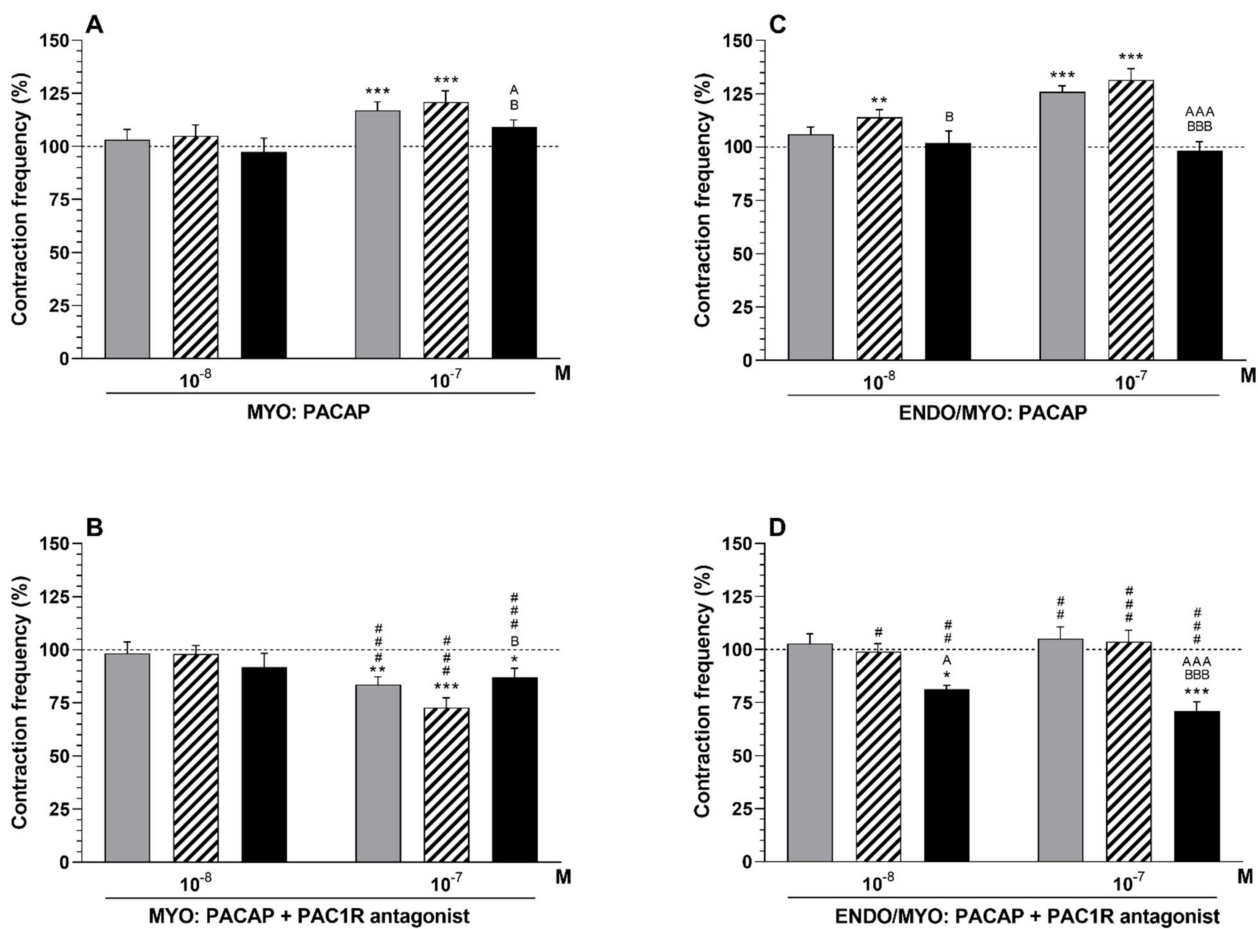 A
Contraction frequency (%)
150
125
100
75
50
25
0
*** *** A
B
10⁻⁸ 10⁻⁷ M
MYO: PACAP
C
Contraction frequency (%)
150
125
100
75
50
25
0
** B *** *** AAA
BBB
10⁻⁸ 10⁻⁷ M
ENDO/MYO: PACAP
B
Contraction frequency (%)
150
125
100
75
50
25
0
###
**
###
***
###
B
*
10⁻⁸ 10⁻⁷ M
MYO: PACAP + PAC1R antagonist
D
Contraction frequency (%)
150
125
100
75
50
25
0
#
##
A
*
##
###
###
AAA
BBB
***
10⁻⁸ 10⁻⁷ M
ENDO/MYO: PACAP + PAC1R antagonist